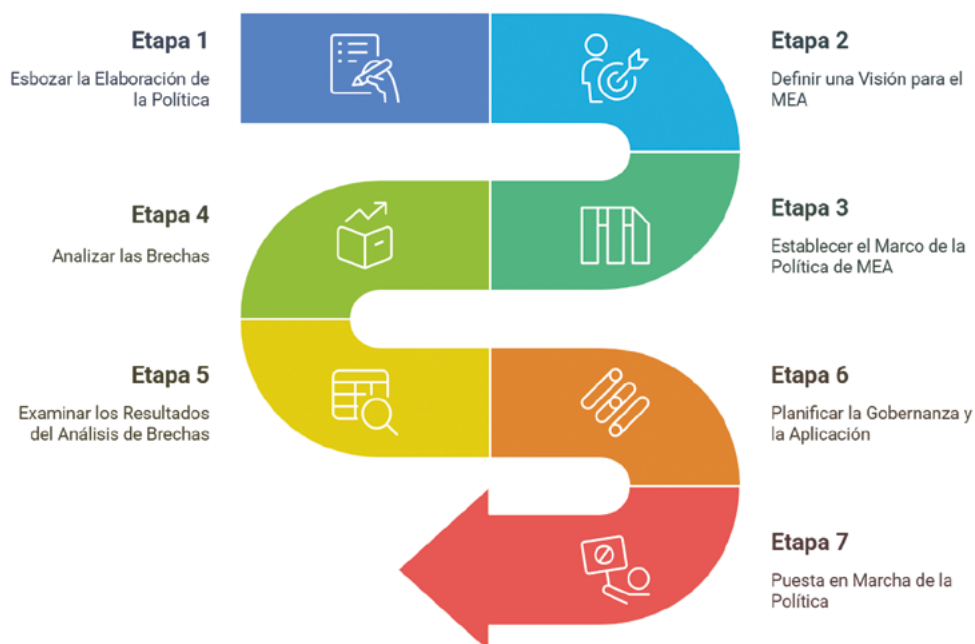 Etapa 1
Esbozar la Elaboración de
la Política
Etapa 2
Definir una Visión para el
MEA
Etapa 3
Establecer el Marco de la
Política de MEA
Etapa 4
Analizar las Brechas
Etapa 5
Examinar los Resultados
del Análisis de Brechas
Etapa 6
Planificar la Gobernanza y
la Aplicación
Etapa 7
Puesta en Marcha de la
Política